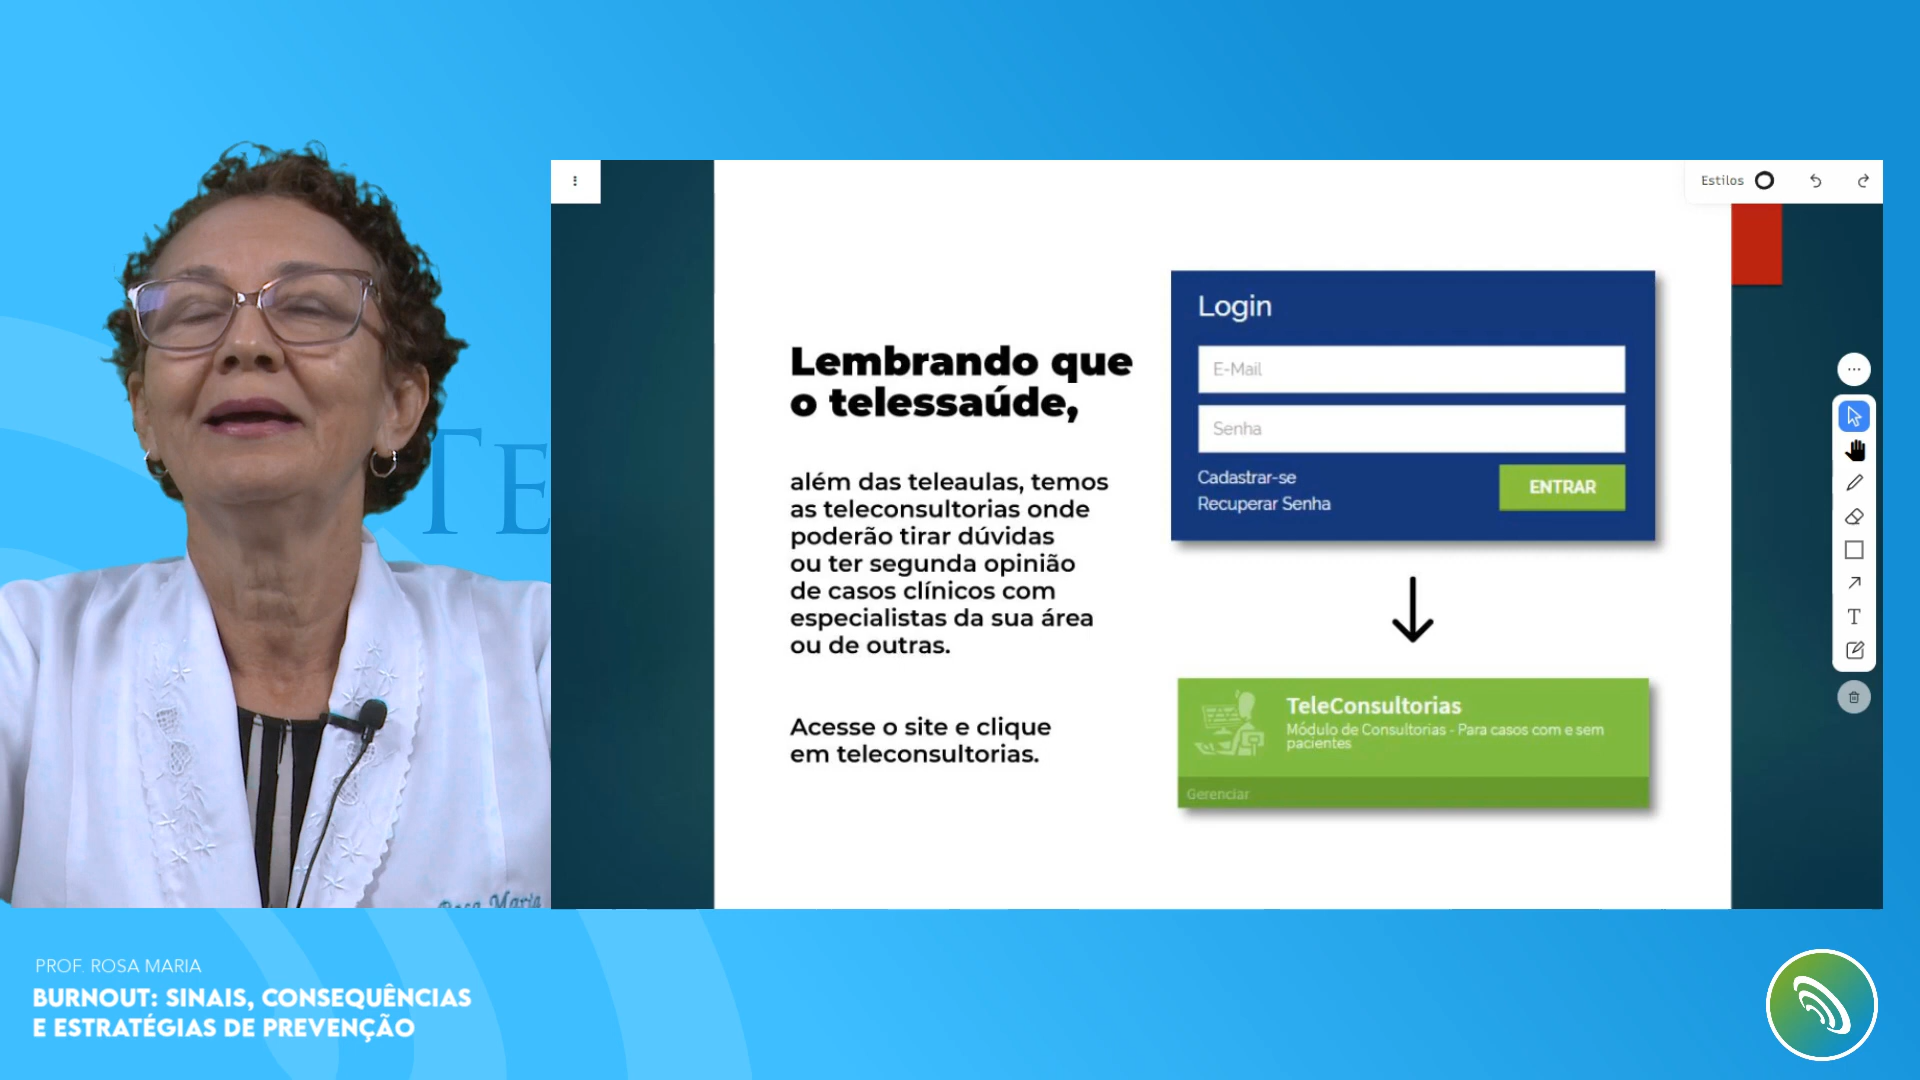 Estilos
Lembrando que
o telessaúde,
além das teleaulas, temos
as teleconsultorias onde
poderão tirar dúvidas
ou ter segunda opinião
de casos clínicos com
especialistas da sua área
ou de outras.
Acesse o site e clique
em teleconsultorias.
Login
E-Mail
Senha
Cadastrar-se
Recuperar Senha
ENTRAR
TeleConsultorias
Módulo de Consultorias - Para casos com e sem
pacientes
Gerenciar
TE
Rosa Maria
PROF. ROSA MARIA
BURNOUT: SINAIS, CONSEQUÊNCIAS
E ESTRATÉGIAS DE PREVENÇÃO